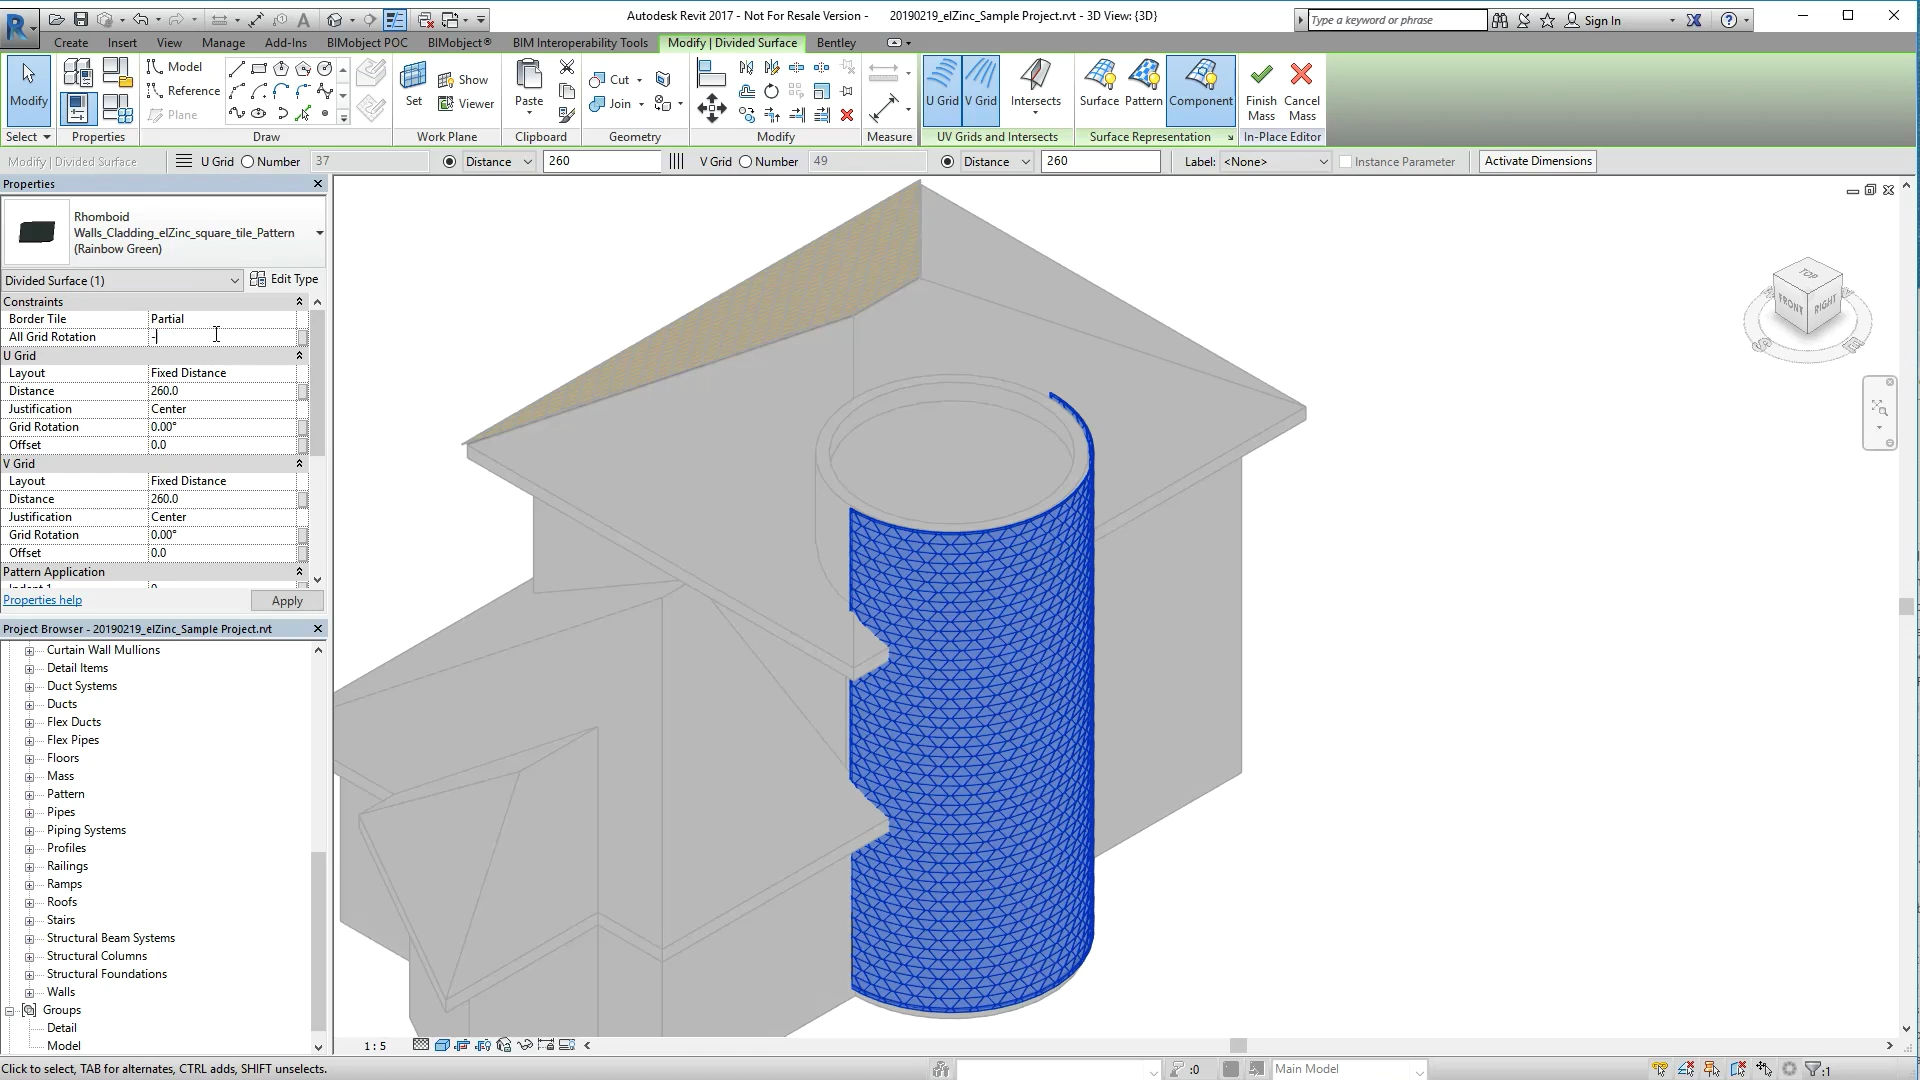 Autodesk Revit 2017 - Not For Resale Version - 20190219_elZinc_Sample Project.rvt - 3D View: {3D}
Type a keyword or phrase
Sign In
Create Insert View Manage Add-Ins BIMobject POC BIMobject® BIM Interoperability Tools Modify | Divided Surface Bentley
Modify
Model
Reference
Plane
Set
Show
Viewer
Paste
Cut
Join
U Grid
V Grid
Intersects
Surface
Pattern
Component
Finish
Mass
Cancel
Mass
Select Properties Draw Work Plane Clipboard Geometry Modify Measure UV Grids and Intersects Surface Representation In-Place Editor
Modify | Divided Surface U Grid Number 37 Distance 260 V Grid Number 49 Distance 260 Label: <None> Instance Parameter Activate Dimensions
Properties
Rhomboid
Walls_Cladding_elZinc_square_tile_Pattern
(Rainbow Green)
Divided Surface (1) Edit Type
Constraints
Border Tile Partial
All Grid Rotation -
U Grid
Layout Fixed Distance
Distance 260.0
Justification Center
Grid Rotation 0.00°
Offset 0.0
V Grid
Layout Fixed Distance
Distance 260.0
Justification Center
Grid Rotation 0.00°
Offset 0.0
Pattern Application
Indent 1 0
Properties help Apply
Project Browser - 20190219_elZinc_Sample Project.rvt
Curtain Wall Mullions
Detail Items
Duct Systems
Ducts
Flex Ducts
Flex Pipes
Floors
Mass
Pattern
Pipes
Piping Systems
Profiles
Railings
Ramps
Roofs
Stairs
Structural Beam Systems
Structural Columns
Structural Foundations
Walls
Groups
Detail
Model
TOP
FRONT
RIGHT
1 : 5
Click to select, TAB for alternates, CTRL adds, SHIFT unselects.
:0
Main Model
:1